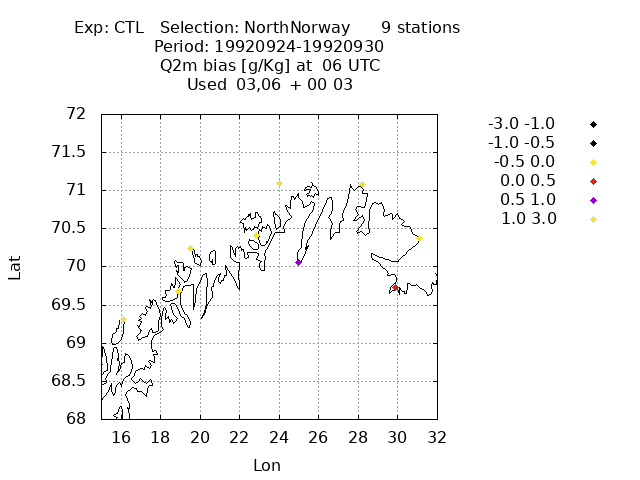 Exp: CTL   Selection: NorthNorway      9 stations
Period: 19920924-19920930
Q2m bias [g/Kg] at  06 UTC
Used  03,06  + 00 03
72
71.5
71
70.5
70
69.5
69
68.5
68
Lat
16 18 20 22 24 26 28 30 32
Lon
-3.0 -1.0
-1.0 -0.5
-0.5 0.0
0.0 0.5
0.5 1.0
1.0 3.0